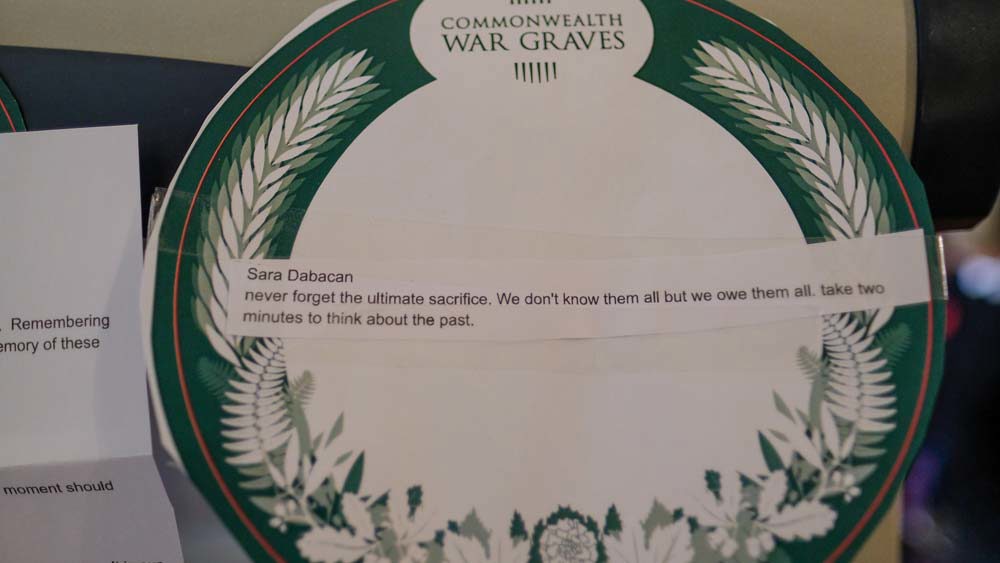 COMMONWEALTH
WAR GRAVES
Sara Dabacan
never forget the ultimate sacrifice. We don't know them all but we owe them all. take two
minutes to think about the past.
Remembering
of these
moment should